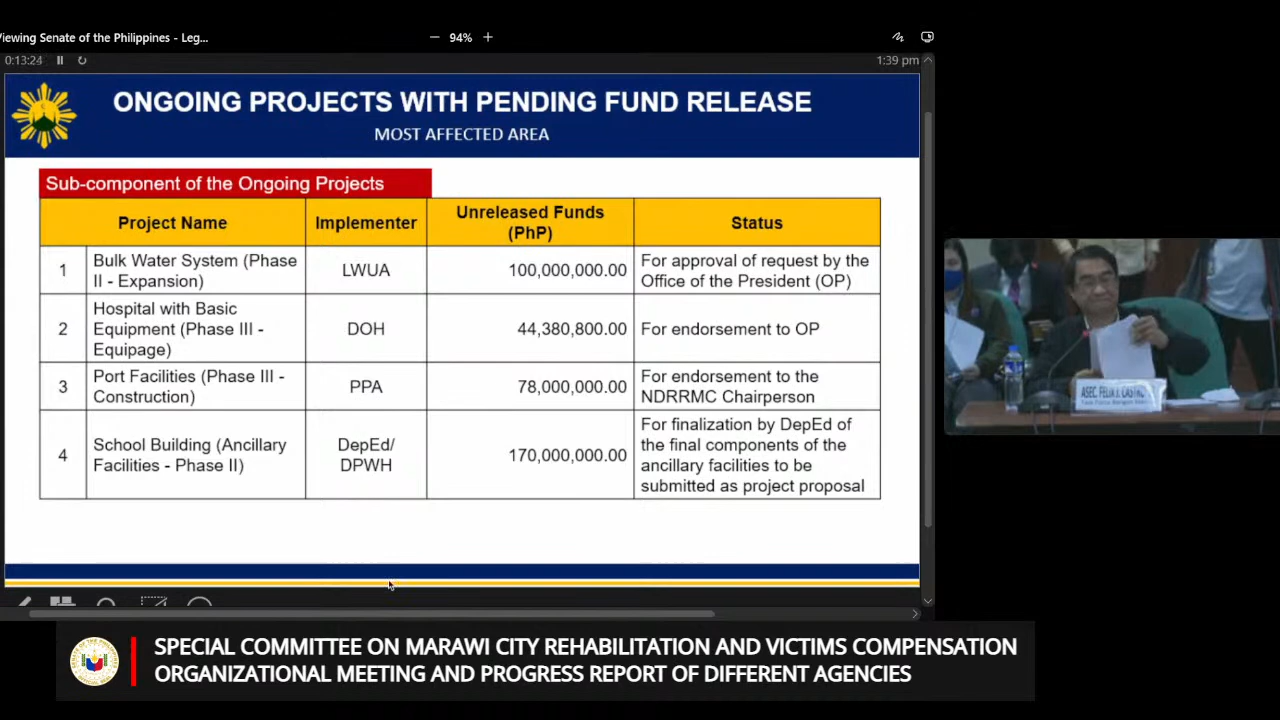 Viewing Senate of the Philippines - Leg...
94%
0:13:24
1:39 pm
ONGOING PROJECTS WITH PENDING FUND RELEASE
MOST AFFECTED AREA
Sub-component of the Ongoing Projects
Project Name
Implementer
Unreleased Funds
(PhP)
Status
1
Bulk Water System (Phase
II - Expansion)
LWUA
100,000,000.00
For approval of request by the
Office of the President (OP)
2
Hospital with Basic
Equipment (Phase III -
Equipage)
DOH
44,380,800.00
For endorsement to OP
3
Port Facilities (Phase III -
Construction)
PPA
78,000,000.00
For endorsement to the
NDRRMC Chairperson
4
School Building (Ancillary
Facilities - Phase II)
DepEd/
DPWH
170,000,000.00
For finalization by DepEd of
the final components of the
ancillary facilities to be
submitted as project proposal
ASEC. FELIX J. CASTRO
SPECIAL COMMITTEE ON MARAWI CITY REHABILITATION AND VICTIMS COMPENSATION
ORGANIZATIONAL MEETING AND PROGRESS REPORT OF DIFFERENT AGENCIES